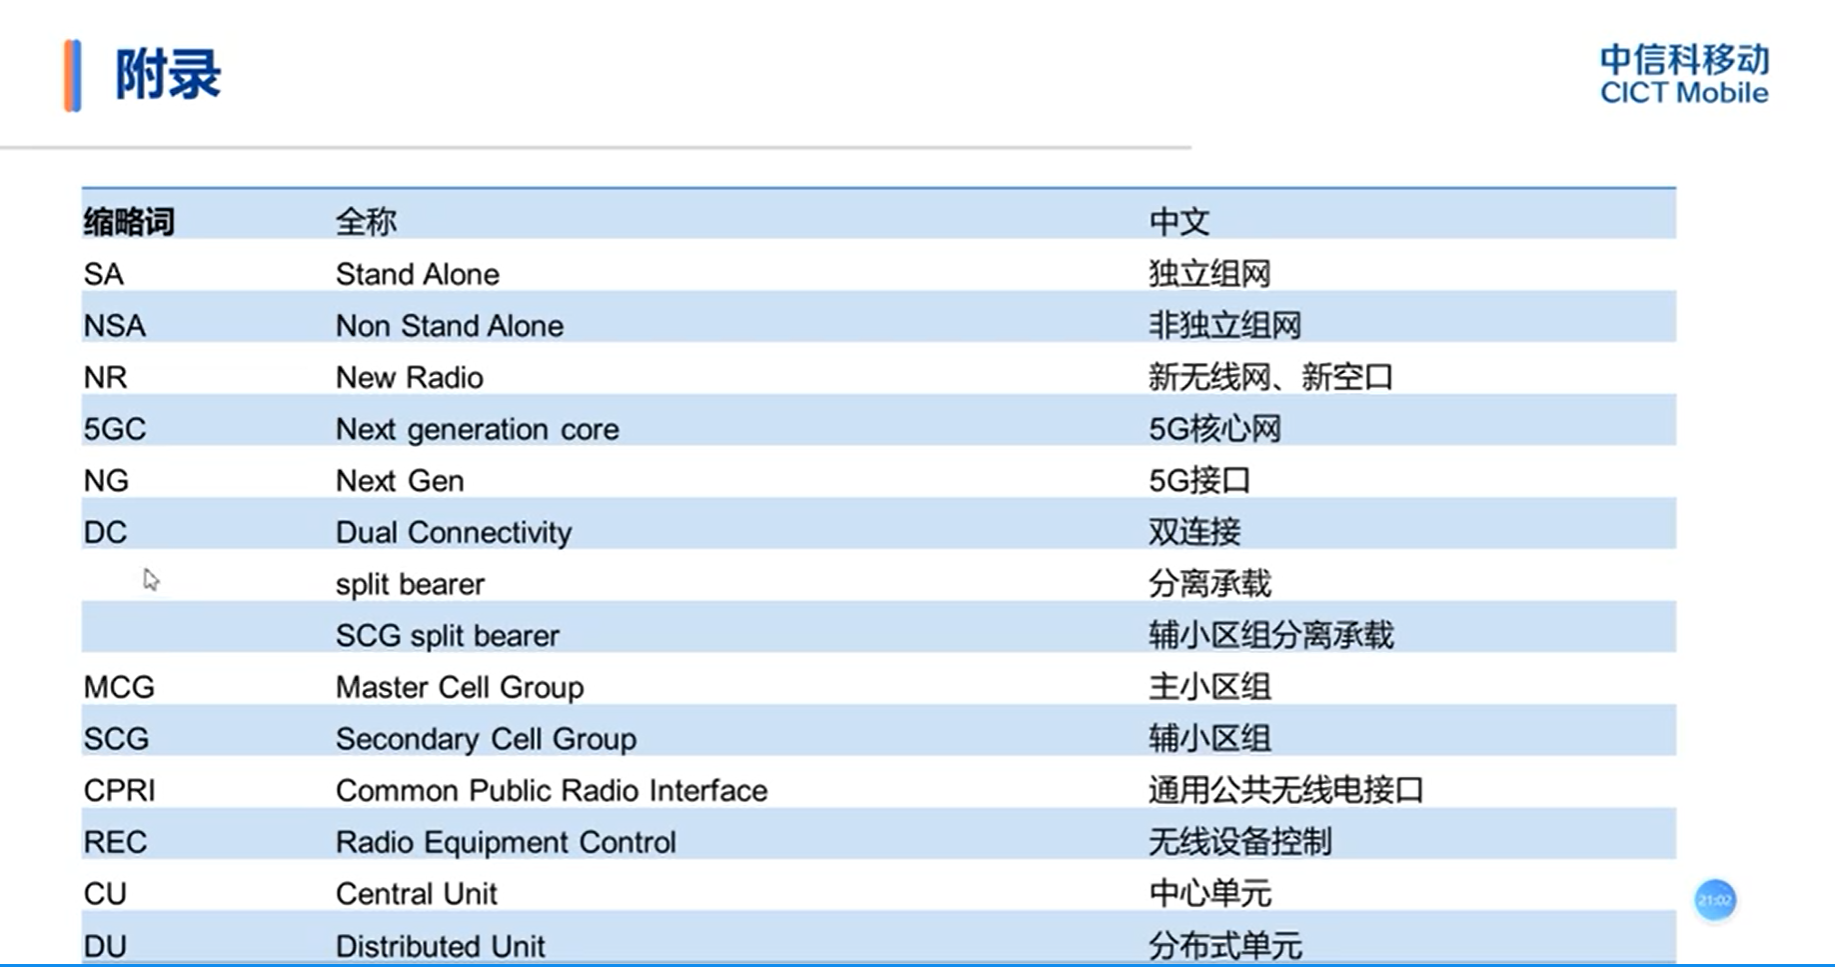 附录
中信科移动
CICT Mobile
缩略词 全称 中文
SA Stand Alone 独立组网
NSA Non Stand Alone 非独立组网
NR New Radio 新无线网、新空口
5GC Next generation core 5G核心网
NG Next Gen 5G接口
DC Dual Connectivity 双连接
split bearer 分离承载
SCG split bearer 辅小区组分离承载
MCG Master Cell Group 主小区组
SCG Secondary Cell Group 辅小区组
CPRI Common Public Radio Interface 通用公共无线电接口
REC Radio Equipment Control 无线设备控制
CU Central Unit 中心单元
21:02
DU Distributed Unit 分布式单元